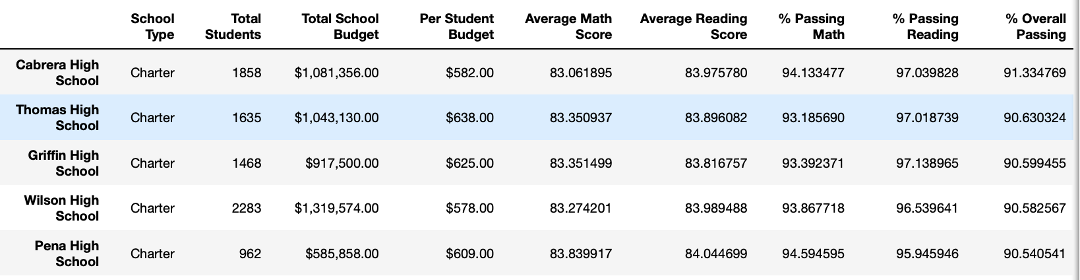 School Type Total Students Total School Budget Per Student Budget Average Math Score Average Reading Score % Passing Math % Passing Reading % Overall Passing
Cabrera High School Charter 1858 $1,081,356.00 $582.00 83.061895 83.975780 94.133477 97.039828 91.334769
Thomas High School Charter 1635 $1,043,130.00 $638.00 83.350937 83.896082 93.185690 97.018739 90.630324
Griffin High School Charter 1468 $917,500.00 $625.00 83.351499 83.816757 93.392371 97.138965 90.599455
Wilson High School Charter 2283 $1,319,574.00 $578.00 83.274201 83.989488 93.867718 96.539641 90.582567
Pena High School Charter 962 $585,858.00 $609.00 83.839917 84.044699 94.594595 95.945946 90.540541